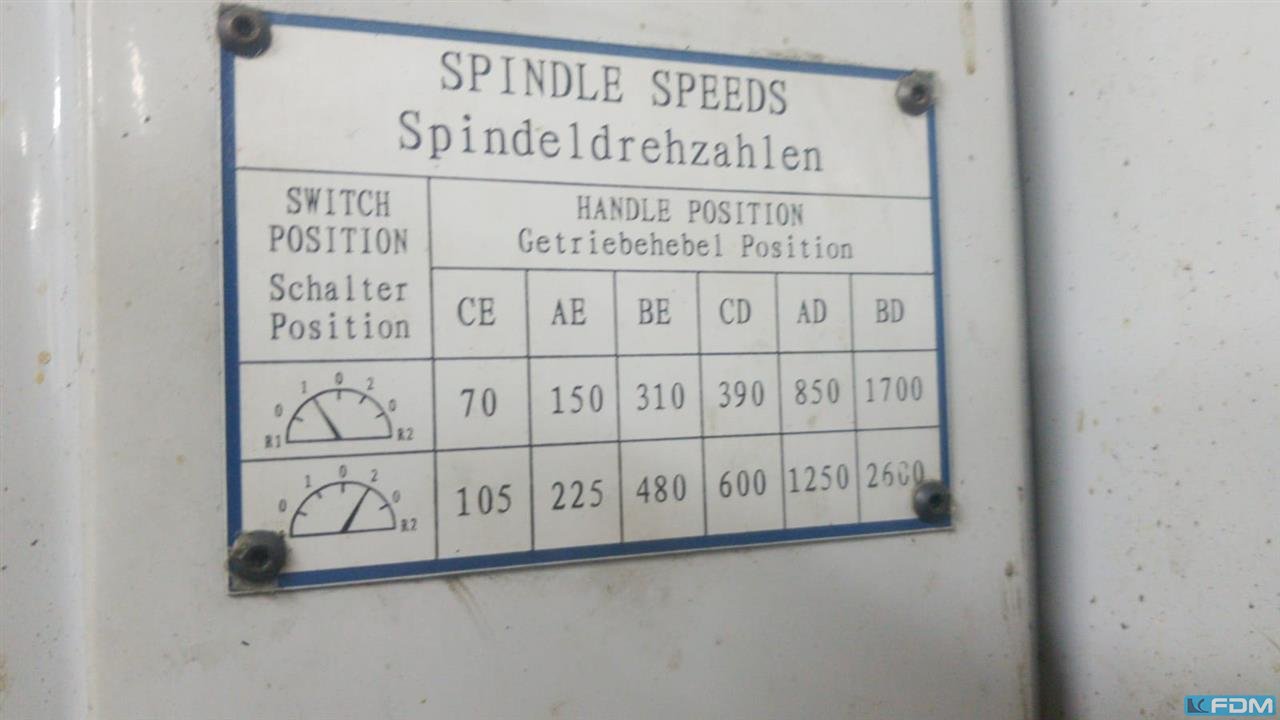 SPINDLE SPEEDS
Spindeldrehzahlen
SWITCH
POSITION
Schalter
Position
HANDLE POSITION
Getriebehebel Position
CE AE BE CD AD BD
R1 0 1 0 2 0 R2
70 150 310 390 850 1700
0 1 0 2 0 R2
105 225 480 600 1250 2600
FDM